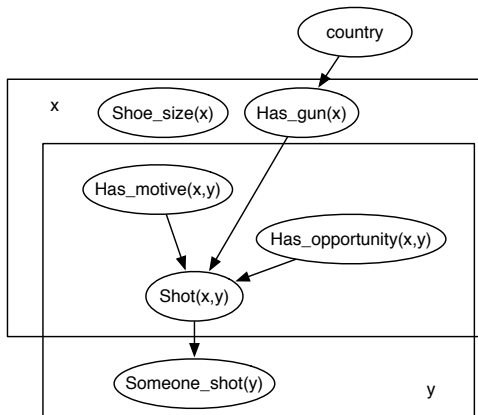 country
x
Shoe_size(x)
Has_gun(x)
Has_motive(x,y)
Has_opportunity(x,y)
Shot(x,y)
Someone_shot(y)
y